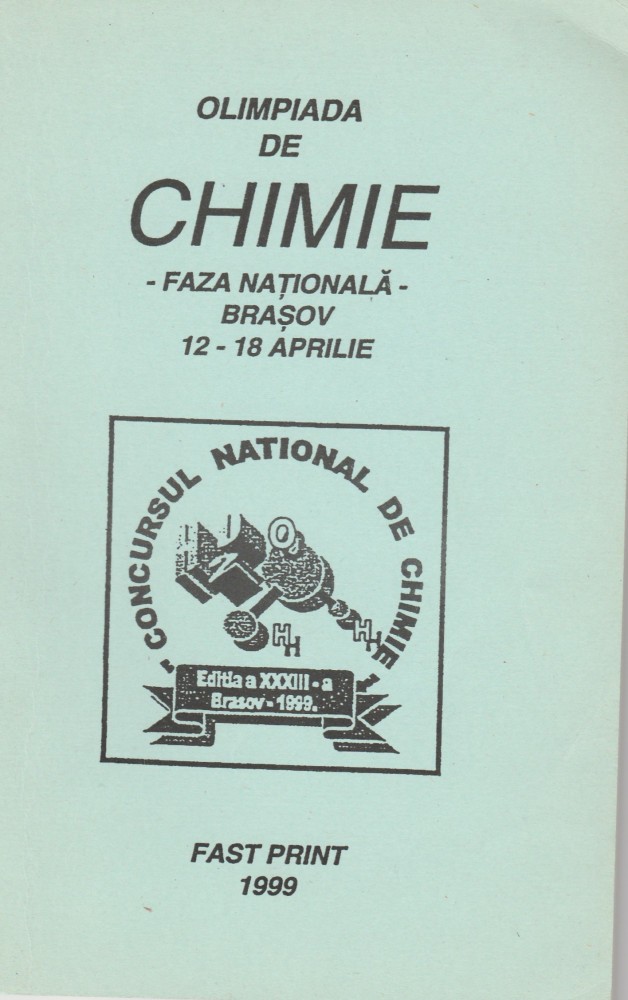 OLIMPIADA
DE
CHIMIE
- FAZA NAȚIONALĂ -
BRAȘOV
12 - 18 APRILIE
CONCURSUL NATIONAL DE CHIMIE
O
H
H
Editia a XXXIII - a
Brasov - 1999.
FAST PRINT
1999